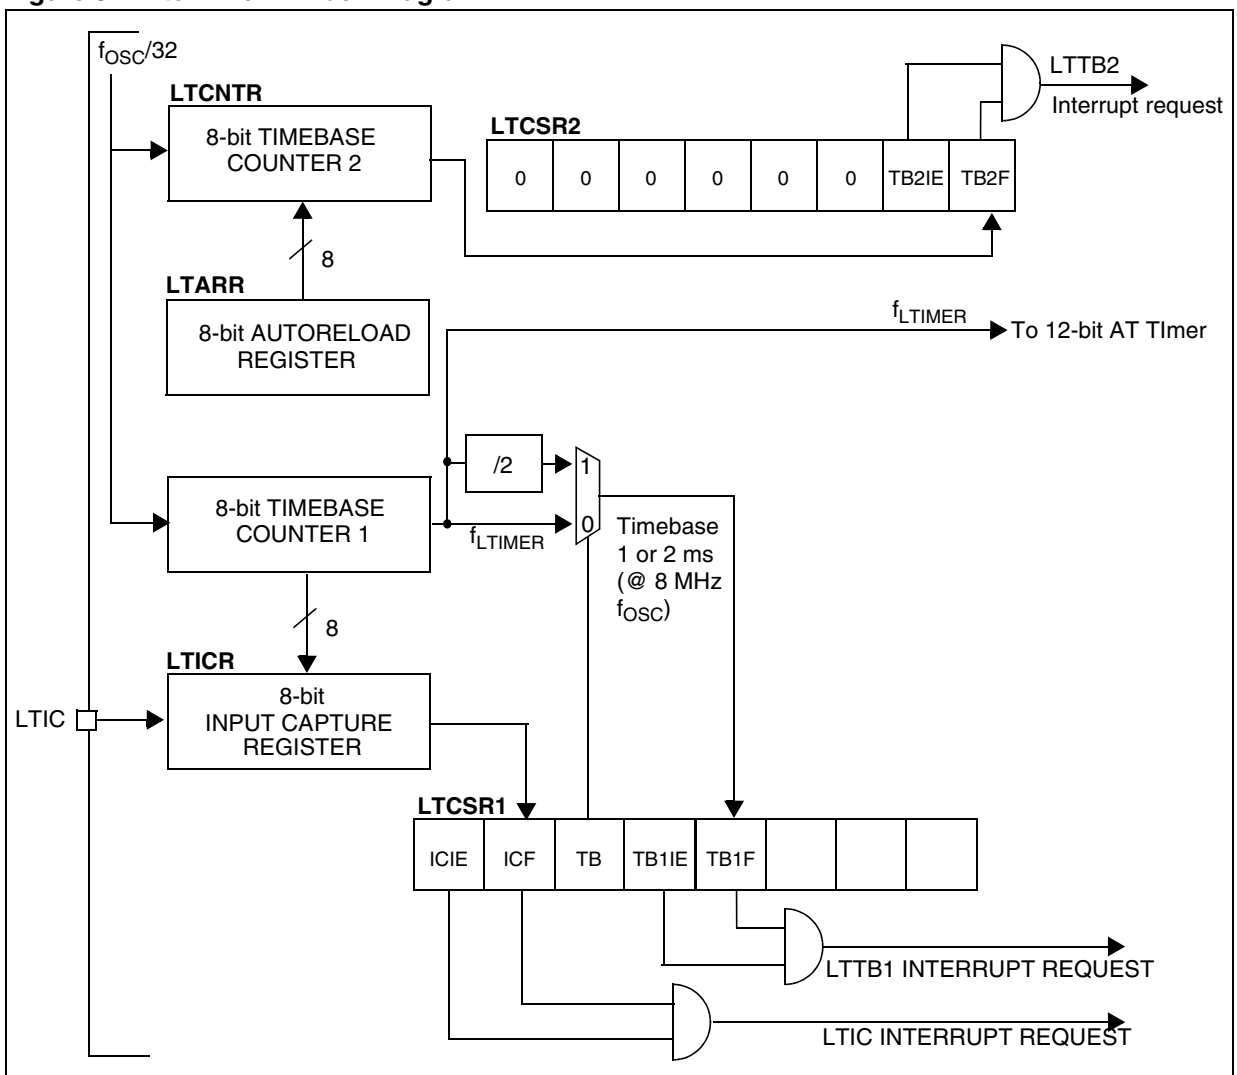 fOSC/32
LTCNTR
8-bit TIMEBASE
COUNTER 2
LTTB2
Interrupt request
LTCSR2
0 0 0 0 0 0 TB2IE TB2F
8
LTARR
8-bit AUTORELOAD
REGISTER
fLTIMER
To 12-bit AT TImer
/2
1
0
8-bit TIMEBASE
COUNTER 1
fLTIMER
Timebase
1 or 2 ms
(@ 8 MHz
fOSC)
8
LTICR
LTIC
8-bit
INPUT CAPTURE
REGISTER
LTCSR1
ICIE ICF TB TB1IE TB1F
LTTB1 INTERRUPT REQUEST
LTIC INTERRUPT REQUEST